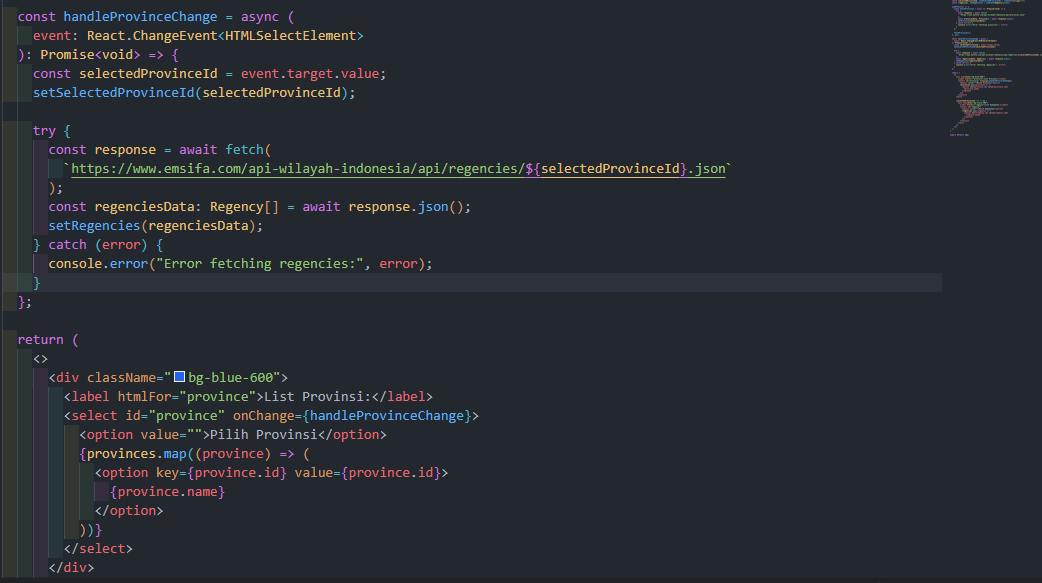 const handleProvinceChange = async (
event: React.ChangeEvent<HTMLSelectElement>
): Promise<void> => {
const selectedProvinceId = event.target.value;
setSelectedProvinceId(selectedProvinceId);
try {
const response = await fetch(
`https://www.emsifa.com/api-wilayah-indonesia/api/regencies/${selectedProvinceId}.json`
);
const regenciesData: Regency[] = await response.json();
setRegencies(regenciesData);
} catch (error) {
console.error("Error fetching regencies:", error);
}
};
return (
<>
<div className="bg-blue-600">
<label htmlFor="province">List Provinsi:</label>
<select id="province" onChange={handleProvinceChange}>
<option value="">Pilih Provinsi</option>
{provinces.map((province) => (
<option key={province.id} value={province.id}>
{province.name}
</option>
))}
</select>
</div>